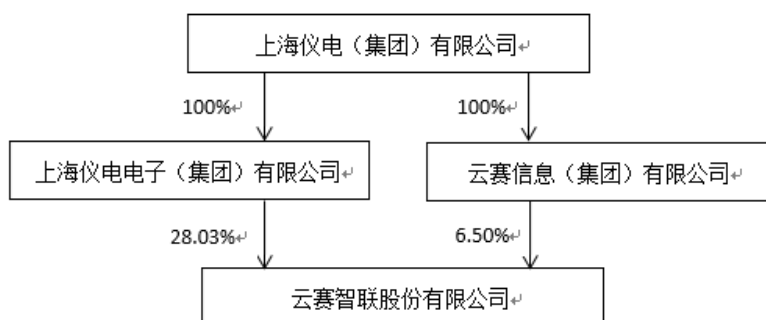 上海仪电（集团）有限公司
100%
100%
上海仪电电子（集团）有限公司
云赛信息（集团）有限公司
28.03%
6.50%
云赛智联股份有限公司